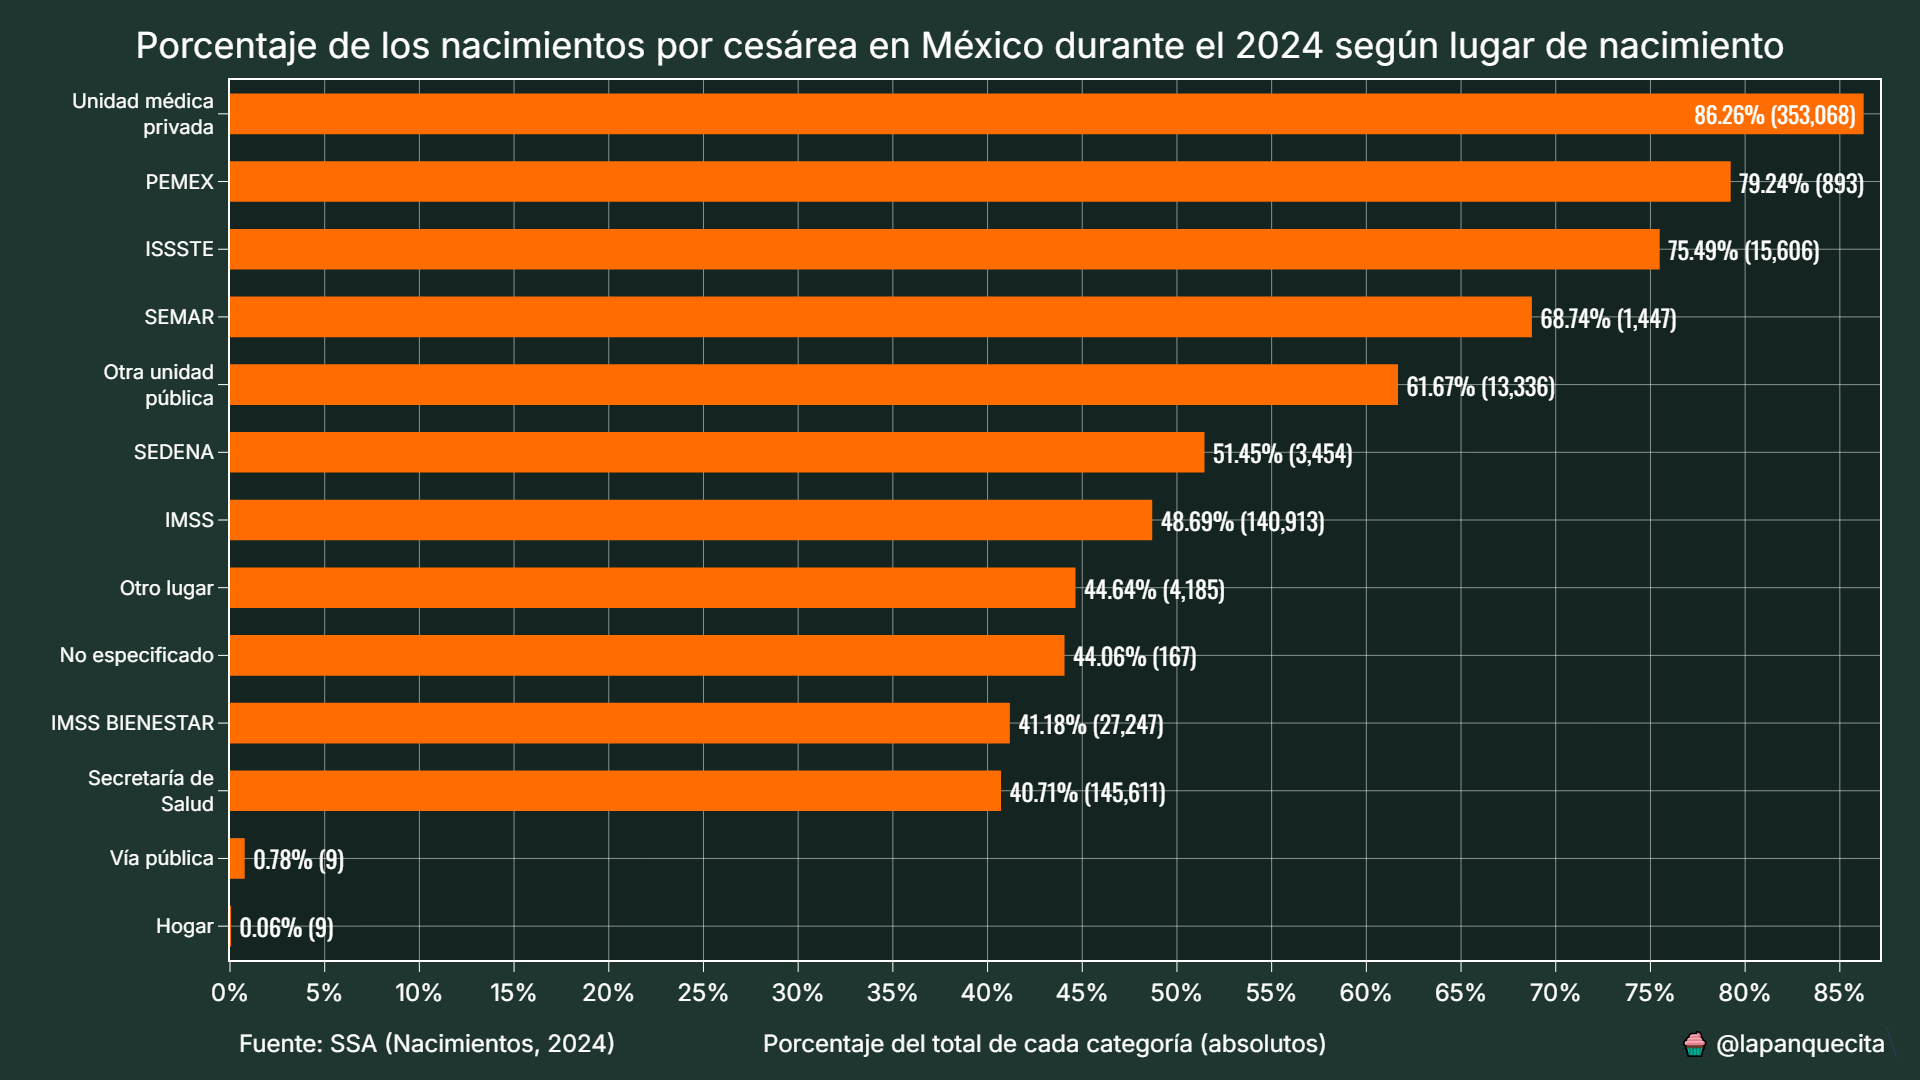 Porcentaje de los nacimientos por cesárea en México durante el 2024 según lugar de nacimiento
Unidad médica
privada
86.26% (353,068)
PEMEX
79.24% (893)
ISSSTE
75.49% (15,606)
SEMAR
68.74% (1,447)
Otra unidad
pública
61.67% (13,336)
SEDENA
51.45% (3,454)
IMSS
48.69% (140,913)
Otro lugar
44.64% (4,185)
No especificado
44.06% (167)
IMSS BIENESTAR
41.18% (27,247)
Secretaría de
Salud
40.71% (145,611)
Vía pública
0.78% (9)
Hogar
0.06% (9)
0% 5% 10% 15% 20% 25% 30% 35% 40% 45% 50% 55% 60% 65% 70% 75% 80% 85%
Fuente: SSA (Nacimientos, 2024)
Porcentaje del total de cada categoría (absolutos)
@lapanquecita